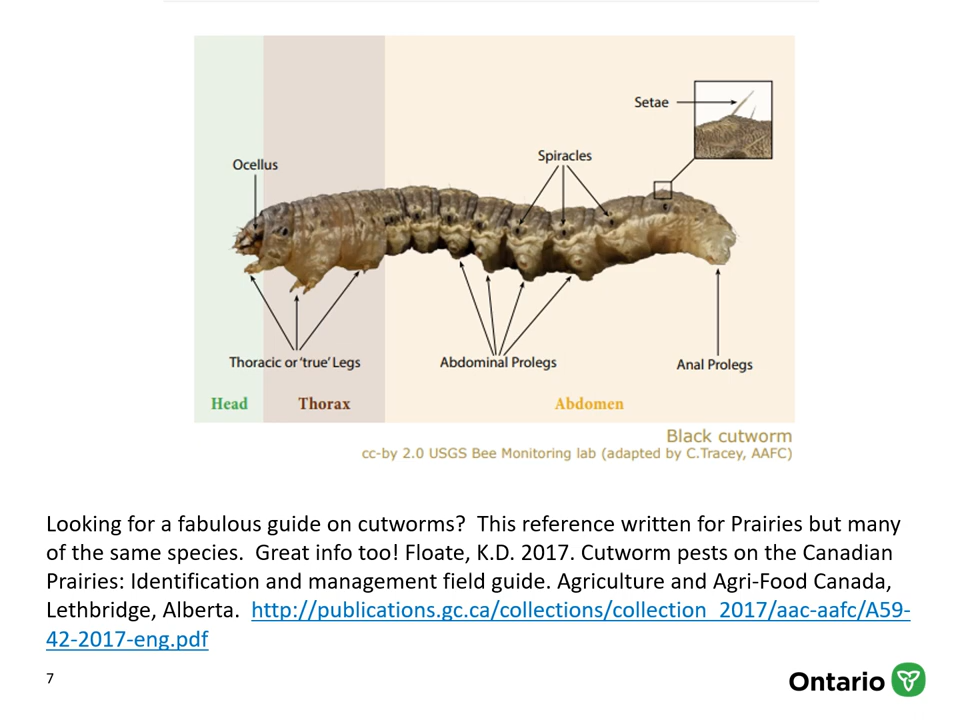 Setae
Spiracles
Ocellus
Thoracic or 'true' Legs
Abdominal Prolegs
Anal Prolegs
Head
Thorax
Abdomen
Black cutworm
cc-by 2.0 USGS Bee Monitoring lab (adapted by C.Tracey, AAFC)
Looking for a fabulous guide on cutworms?  This reference written for Prairies but many
of the same species.  Great info too! Floate, K.D. 2017. Cutworm pests on the Canadian
Prairies: Identification and management field guide. Agriculture and Agri-Food Canada,
Lethbridge, Alberta.  http://publications.gc.ca/collections/collection_2017/aac-aafc/A59-
42-2017-eng.pdf
7
Ontario